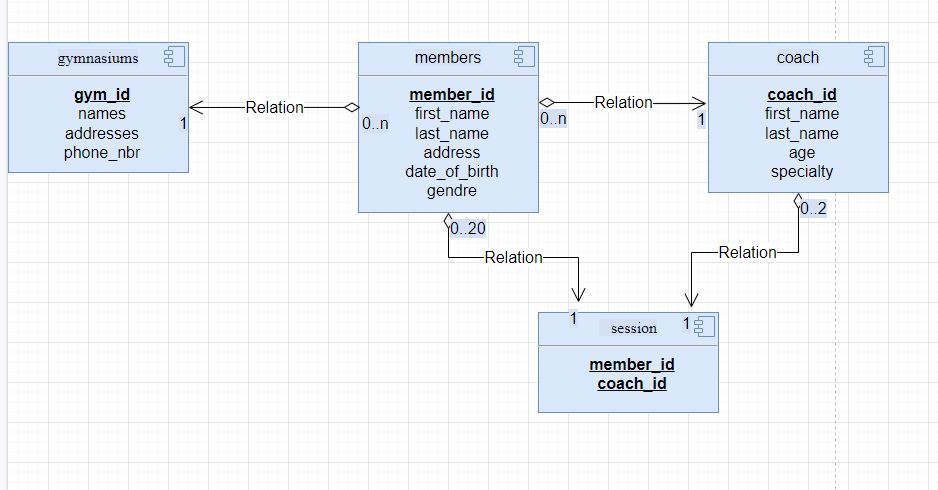 gymnasiums
gym_id
names
addresses
phone_nbr
1
Relation
0..n
members
member_id
first_name
last_name
address
date_of_birth
gendre
0..n
Relation
1
coach
coach_id
first_name
last_name
age
specialty
0..20
Relation
1
0..2
Relation
1
session
member_id
coach_id